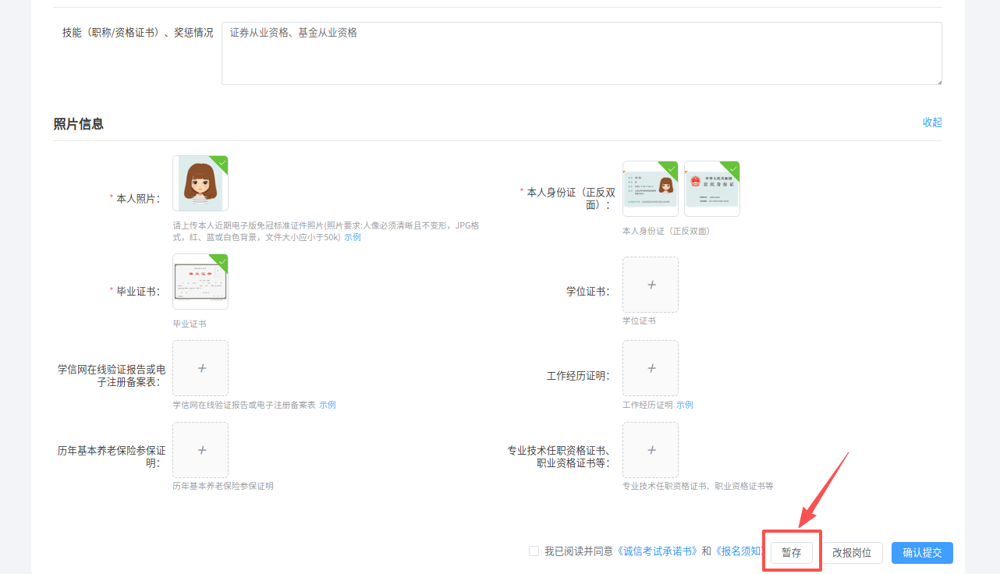 技能（职称/资格证书）、奖惩情况
证券从业资格、基金从业资格
照片信息
收起
* 本人照片：
请上传本人近期电子版免冠标准证件照片(照片要求:人像必须清晰且不变形，JPG格
式，红、蓝或白色背景，文件大小应小于50k) 示例
* 本人身份证（正反双
面）：
中华人民共和国
居民身份证
本人身份证（正反双面）
* 毕业证书：
毕业证书
毕业证书
学位证书：
学位证书
学信网在线验证报告或电
子注册备案表：
学信网在线验证报告或电子注册备案表 示例
工作经历证明：
工作经历证明 示例
历年基本养老保险参保证
明：
历年基本养老保险参保证明
专业技术任职资格证书、
职业资格证书等：
专业技术任职资格证书、职业资格证书等
我已阅读并同意《诚信考试承诺书》和《报名须知》
暂存
改报岗位
确认提交